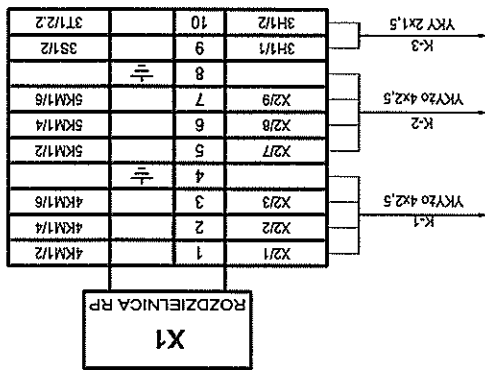 X1
ROZDZIELNICA RP
X2/1 1 4KM1/2
K-1 X2/2 2 4KM1/4
YKYżo 4x2,5 X2/3 3 4KM1/6
4
X2/7 5 5KM1/2
K-2 X2/8 6 5KM1/4
YKYżo 4x2,5 X2/9 7 5KM1/6
8
K-3 3H1/1 9 3S1/2
YKY 2x1,5 3H1/2 10 3T1/2.2